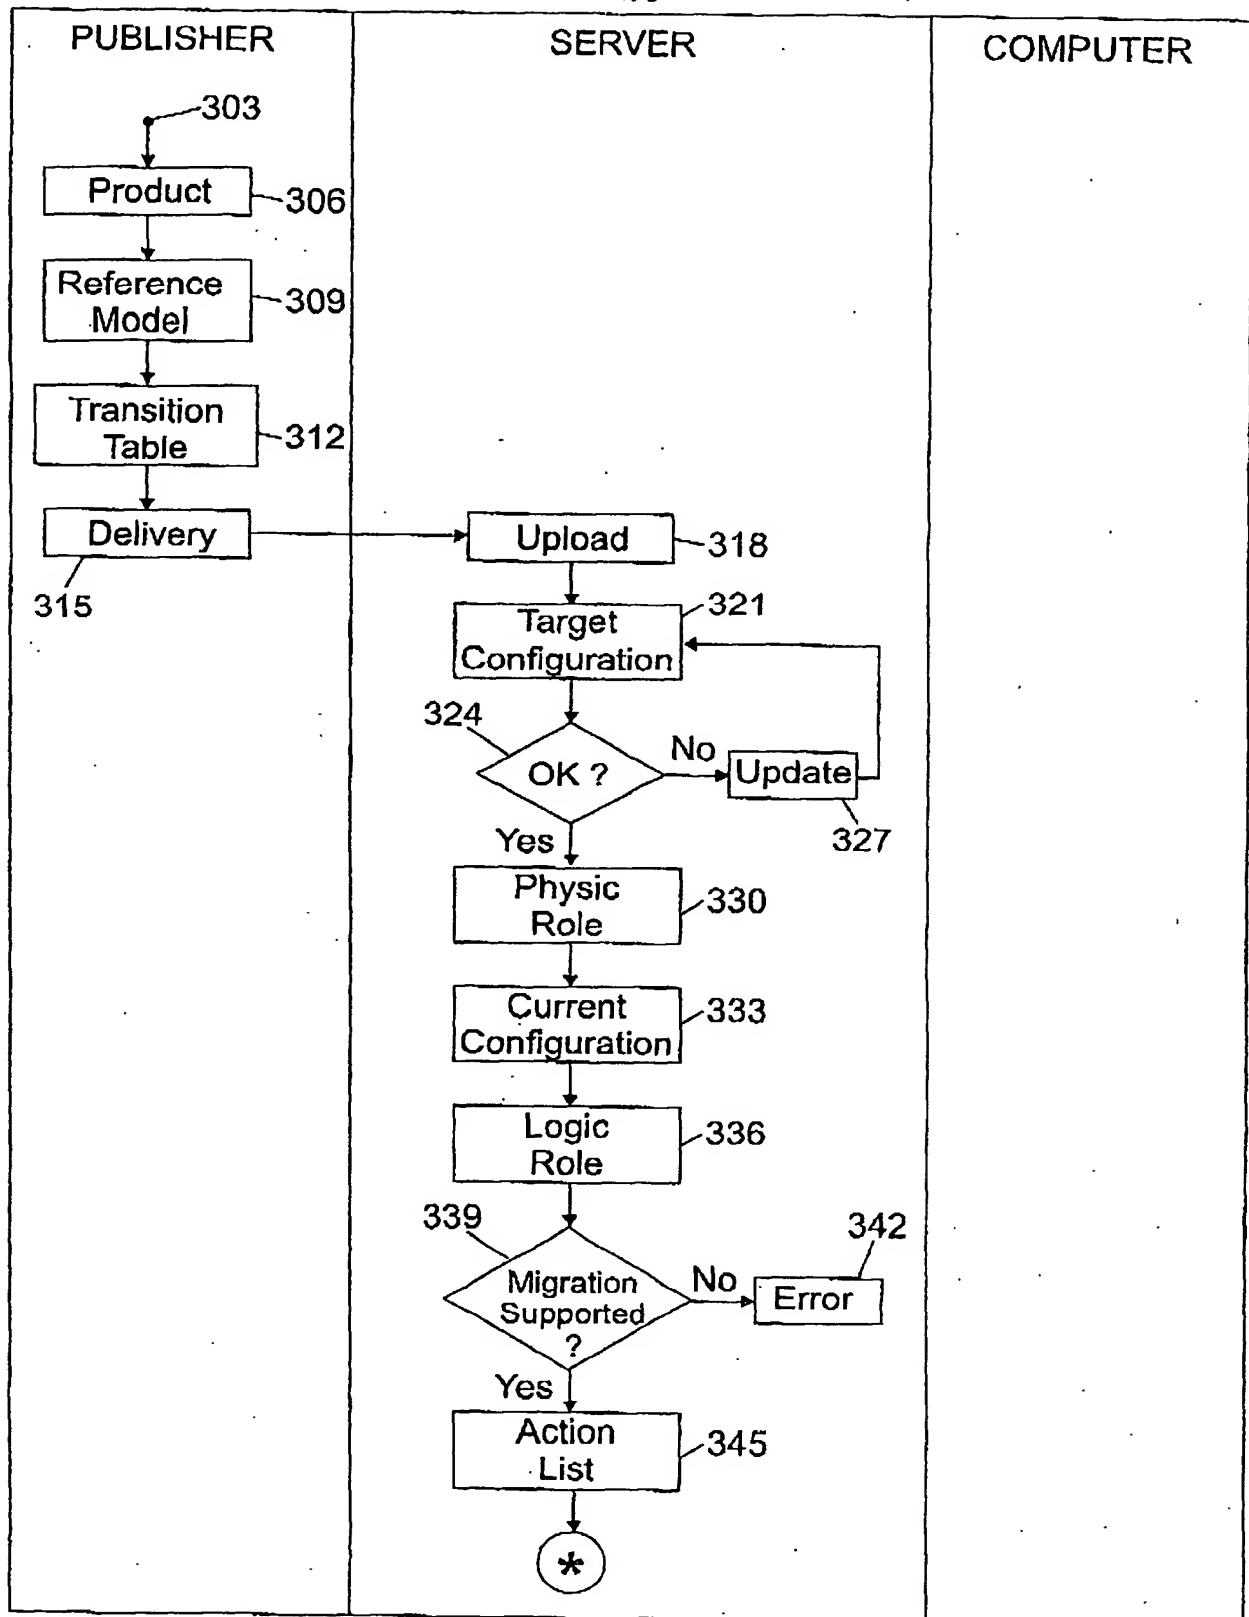 PUBLISHER
SERVER
COMPUTER
303
Product
306
Reference
Model
309
Transition
Table
312
Delivery
315
Upload
318
Target
Configuration
321
324
OK ?
No
Update
327
Yes
Physic
Role
330
Current
Configuration
333
Logic
Role
336
339
Migration
Supported
?
No
342
Error
Yes
Action
List
345
*